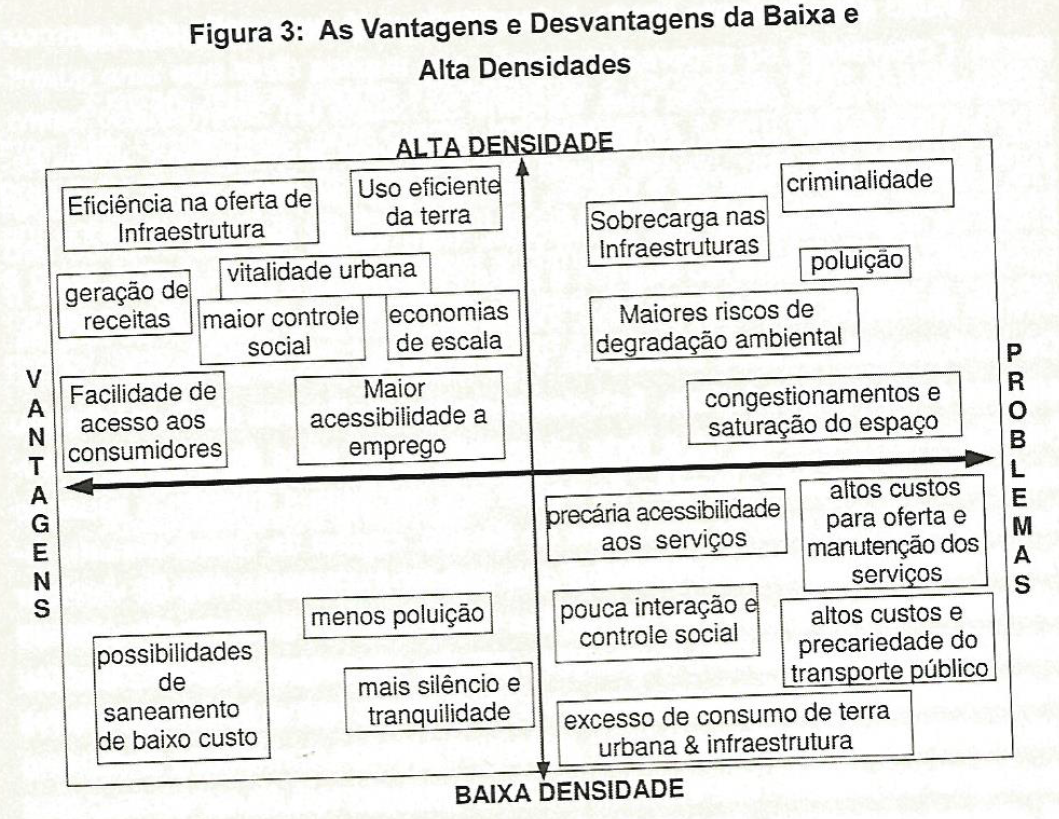 Figura 3: As Vantagens e Desvantagens da Baixa e
Alta Densidades
ALTA DENSIDADE
Eficiência na oferta de
Infraestrutura
Uso eficiente
da terra
vitalidade urbana
geração de
receitas
maior controle
social
economias
de escala
Facilidade de
acesso aos
consumidores
Maior
acessibilidade a
emprego
criminalidade
Sobrecarga nas
Infraestruturas
poluição
Maiores riscos de
degradação ambiental
congestionamentos e
saturação do espaço
VANTAGENS
PROBLEMAS
menos poluição
possibilidades
de
saneamento
de baixo custo
mais silêncio e
tranquilidade
precária acessibilidade
aos serviços
altos custos
para oferta e
manutenção dos
serviços
pouca interação e
controle social
altos custos e
precariedade do
transporte público
excesso de consumo de terra
urbana & infraestrutura
BAIXA DENSIDADE